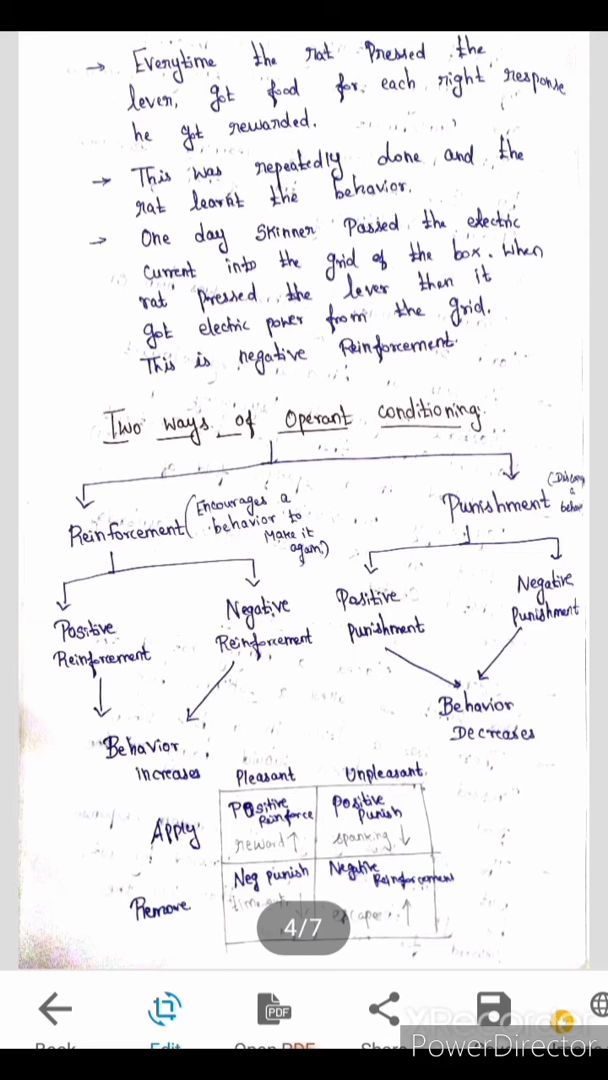 → Everytime the rat Pressed the
lever, got food for each right response
he got rewarded.
→ This was repeatedly done and the
rat learnt the behavior.
→ One day Skinner Passed the electric
current into the grid of the box. When
rat pressed the lever then it
got electric power from the grid.
This is negative Reinforcement.
Two ways of Operant conditioning.
Reinforcement (Encourages a
behavior to
Make it
again)
Punishment
a
Positive
Reinforcement
Negative
Reinforcement
Positive
Punishment
Negative
Punishment
Behavior
increases
Behavior
Decreases
Pleasant Unpleasant
Apply
Positive
Reinforce
reward ↑
Positive
Punish
spanking ↓
Remove
Neg punish
Negative
Reinforcement
↑
4/7
PDF
PowerDirector